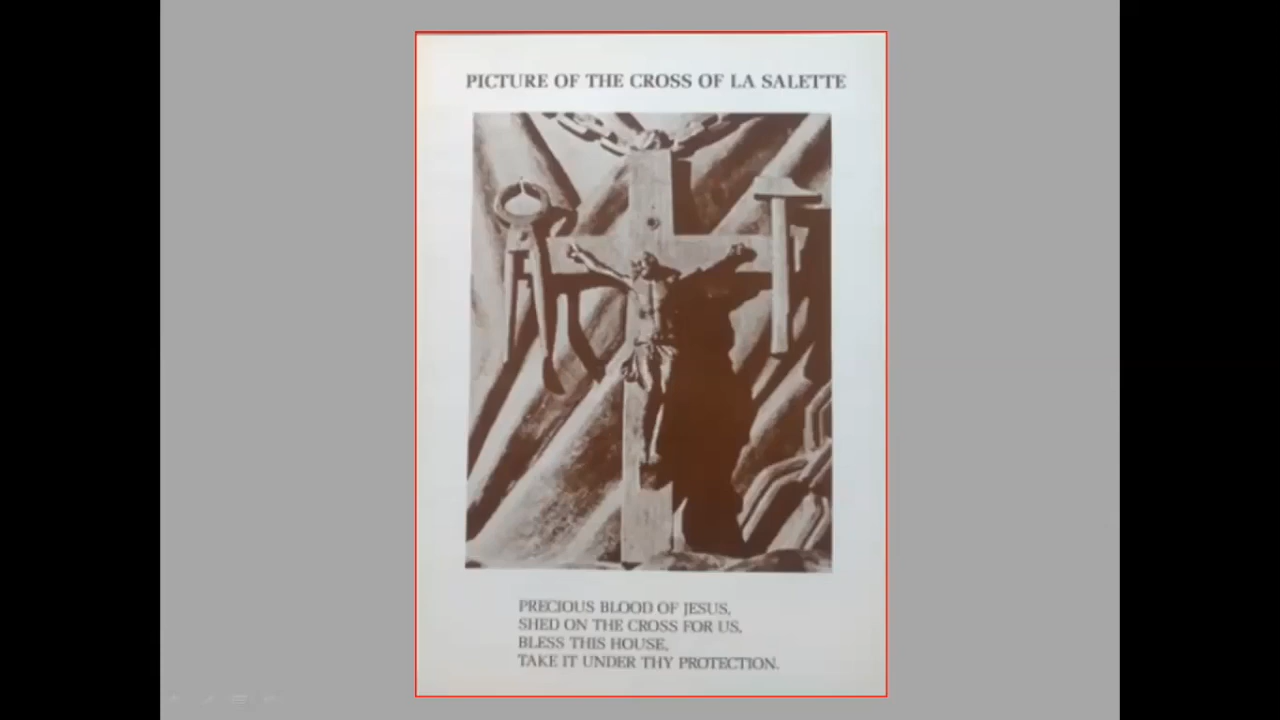 PICTURE OF THE CROSS OF LA SALETTE
PRECIOUS BLOOD OF JESUS,
SHED ON THE CROSS FOR US,
BLESS THIS HOUSE,
TAKE IT UNDER THY PROTECTION.